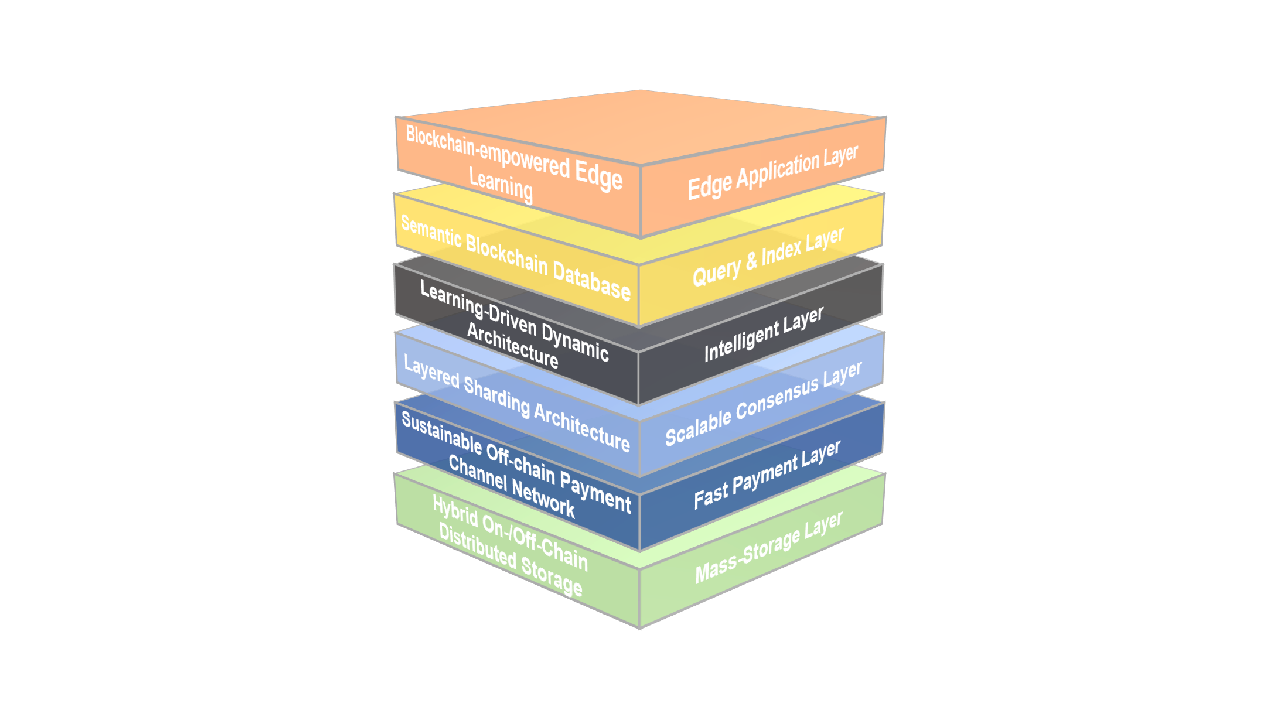 Blockchain-empowered Edge
Learning
Edge Application Layer
Semantic Blockchain Database
Query & Index Layer
Learning-Driven Dynamic
Architecture
Intelligent Layer
Layered Sharding Architecture
Scalable Consensus Layer
Sustainable Off-chain Payment
Channel Network
Fast Payment Layer
Hybrid On-/Off-Chain
Distributed Storage
Mass-Storage Layer